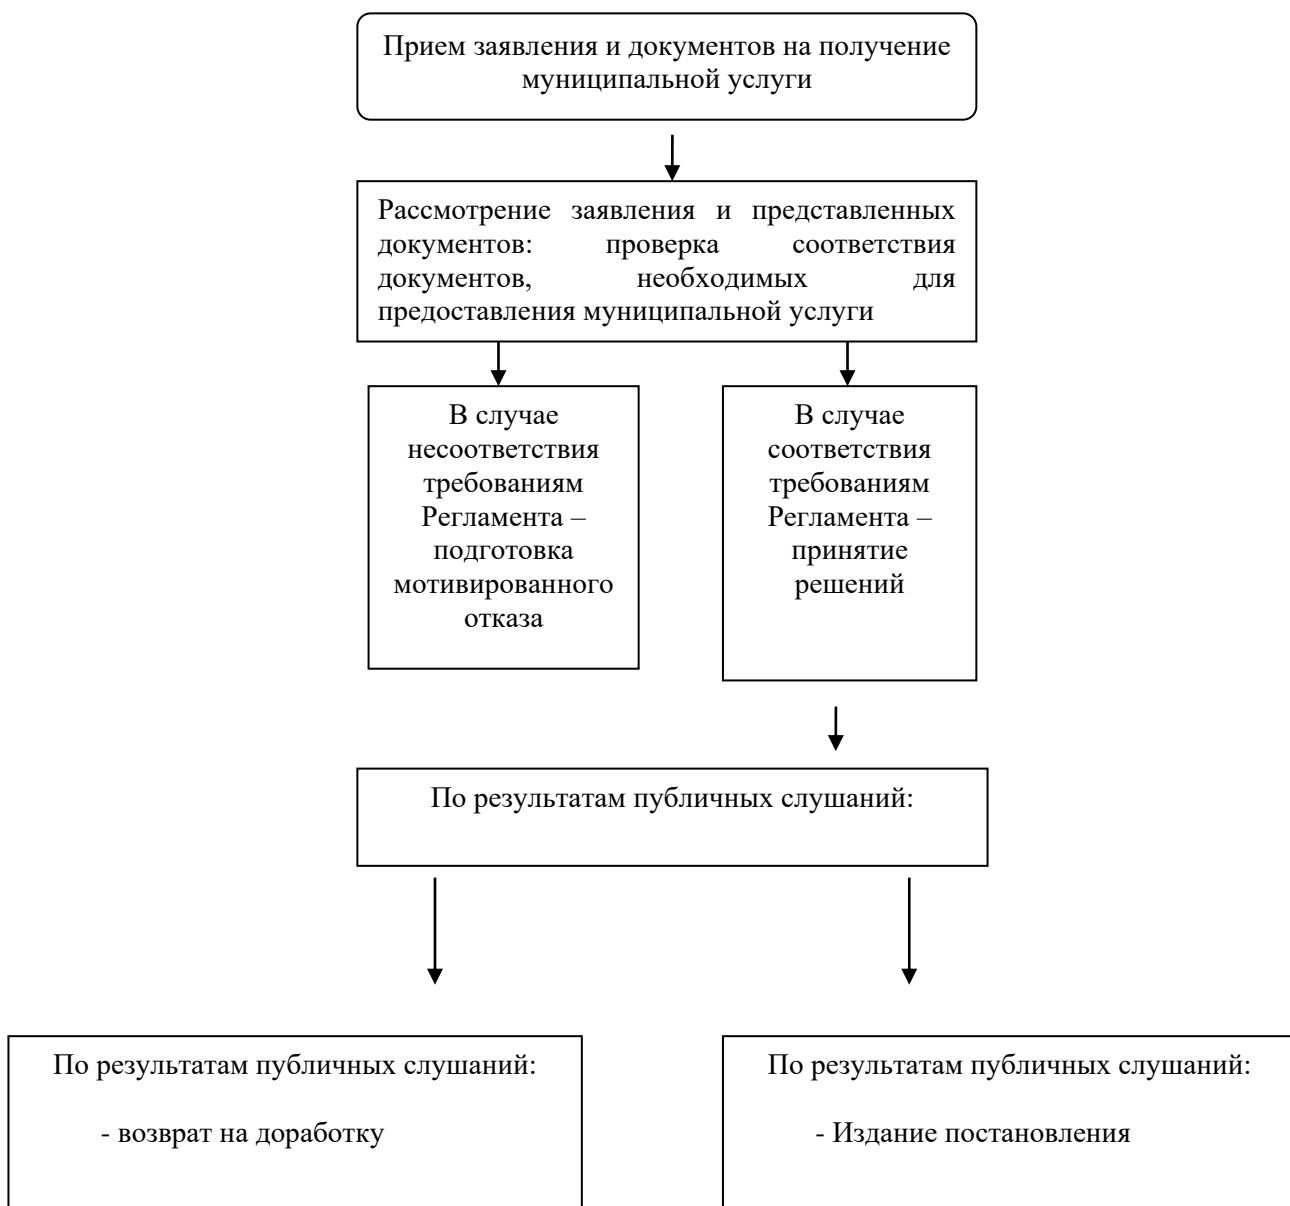 Прием заявления и документов на получение
муниципальной услуги
Рассмотрение заявления и представленных
документов: проверка соответствия
документов, необходимых для
предоставления муниципальной услуги
В случае
несоответствия
требованиям
Регламента –
подготовка
мотивированного
отказа
В случае
соответствия
требованиям
Регламента –
принятие
решений
По результатам публичных слушаний:
По результатам публичных слушаний:
- возврат на доработку
По результатам публичных слушаний:
- Издание постановления